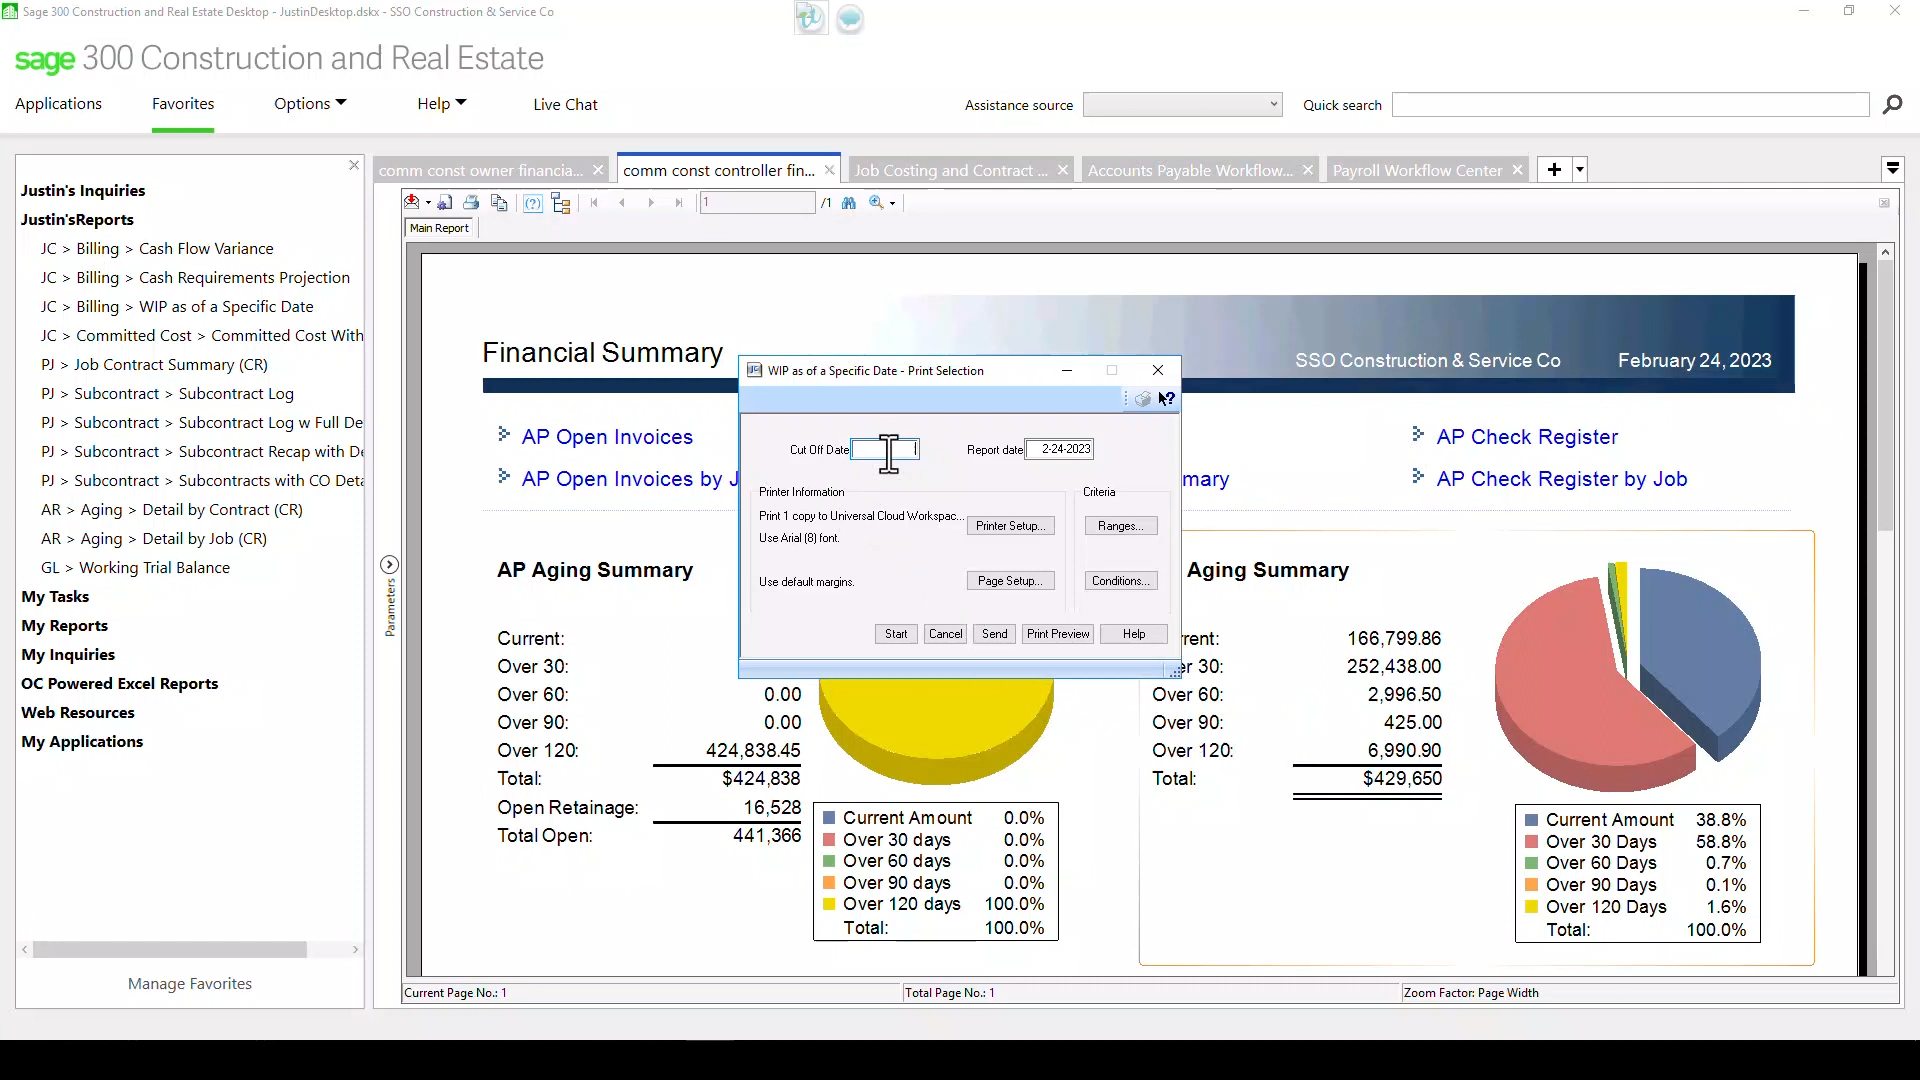 Sage 300 Construction and Real Estate Desktop - JustinDesktop.dskx - SSO Construction & Service Co
sage 300 Construction and Real Estate
Applications
Favorites
Options
Help
Live Chat
Assistance source
Quick search
comm const owner financia...
comm const controller fin...
Job Costing and Contract ...
Accounts Payable Workflow...
Payroll Workflow Center
Justin's Inquiries
Justin'sReports
JC > Billing > Cash Flow Variance
JC > Billing > Cash Requirements Projection
JC > Billing > WIP as of a Specific Date
JC > Committed Cost > Committed Cost With
PJ > Job Contract Summary (CR)
PJ > Subcontract > Subcontract Log
PJ > Subcontract > Subcontract Log w Full De
PJ > Subcontract > Subcontract Recap with De
PJ > Subcontract > Subcontracts with CO Deta
AR > Aging > Detail by Contract (CR)
AR > Aging > Detail by Job (CR)
GL > Working Trial Balance
My Tasks
My Reports
My Inquiries
OC Powered Excel Reports
Web Resources
My Applications
Manage Favorites
Parameters
1 /1
Main Report
Financial Summary
SSO Construction & Service Co February 24, 2023
AP Open Invoices
AP Check Register
AP Open Invoices by J
mary
AP Check Register by Job
WIP as of a Specific Date - Print Selection
Cut Off Date
Report date 2-24-2023
Printer Information
Print 1 copy to Universal Cloud Workspac...
Printer Setup...
Use Arial (8) font.
Use default margins.
Page Setup...
Criteria
Ranges...
Conditions...
Start
Cancel
Send
Print Preview
Help
AP Aging Summary
Current:
Over 30:
Over 60: 0.00
Over 90: 0.00
Over 120: 424,838.45
Total: $424,838
Open Retainage: 16,528
Total Open: 441,366
Current Amount 0.0%
Over 30 days 0.0%
Over 60 days 0.0%
Over 90 days 0.0%
Over 120 days 100.0%
Total: 100.0%
Aging Summary
rrent: 166,799.86
er 30: 252,438.00
Over 60: 2,996.50
Over 90: 425.00
Over 120: 6,990.90
Total: $429,650
Current Amount 38.8%
Over 30 Days 58.8%
Over 60 Days 0.7%
Over 90 Days 0.1%
Over 120 Days 1.6%
Total: 100.0%
Current Page No.: 1
Total Page No.: 1
Zoom Factor: Page Width